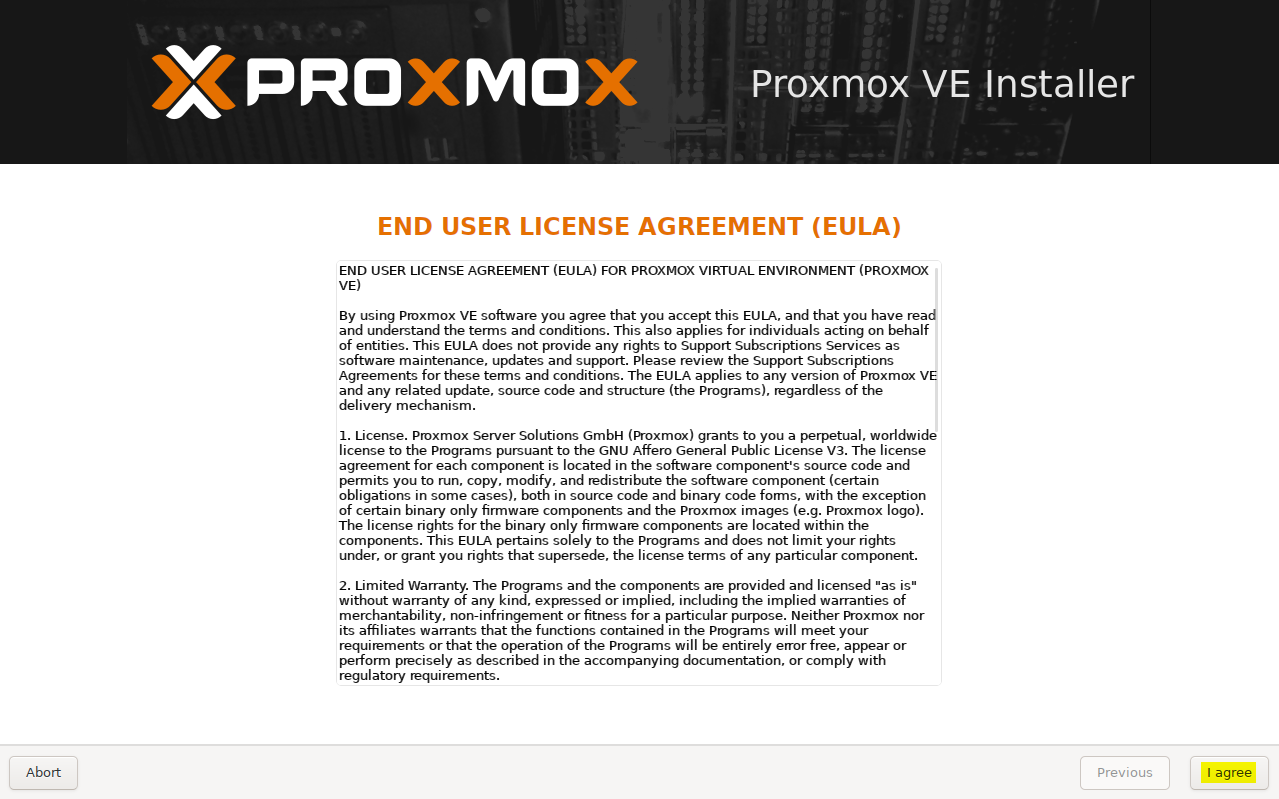 PROXMOX
Proxmox VE Installer
END USER LICENSE AGREEMENT (EULA)
END USER LICENSE AGREEMENT (EULA) FOR PROXMOX VIRTUAL ENVIRONMENT (PROXMOX
VE)
By using Proxmox VE software you agree that you accept this EULA, and that you have read
and understand the terms and conditions. This also applies for individuals acting on behalf
of entities. This EULA does not provide any rights to Support Subscriptions Services as
software maintenance, updates and support. Please review the Support Subscriptions
Agreements for these terms and conditions. The EULA applies to any version of Proxmox VE
and any related update, source code and structure (the Programs), regardless of the
delivery mechanism.
1. License. Proxmox Server Solutions GmbH (Proxmox) grants to you a perpetual, worldwide
license to the Programs pursuant to the GNU Affero General Public License V3. The license
agreement for each component is located in the software component's source code and
permits you to run, copy, modify, and redistribute the software component (certain
obligations in some cases), both in source code and binary code forms, with the exception
of certain binary only firmware components and the Proxmox images (e.g. Proxmox logo).
The license rights for the binary only firmware components are located within the
components. This EULA pertains solely to the Programs and does not limit your rights
under, or grant you rights that supersede, the license terms of any particular component.
2. Limited Warranty. The Programs and the components are provided and licensed "as is"
without warranty of any kind, expressed or implied, including the implied warranties of
merchantability, non-infringement or fitness for a particular purpose. Neither Proxmox nor
its affiliates warrants that the functions contained in the Programs will meet your
requirements or that the operation of the Programs will be entirely error free, appear or
perform precisely as described in the accompanying documentation, or comply with
regulatory requirements.
Abort
Previous
I agree